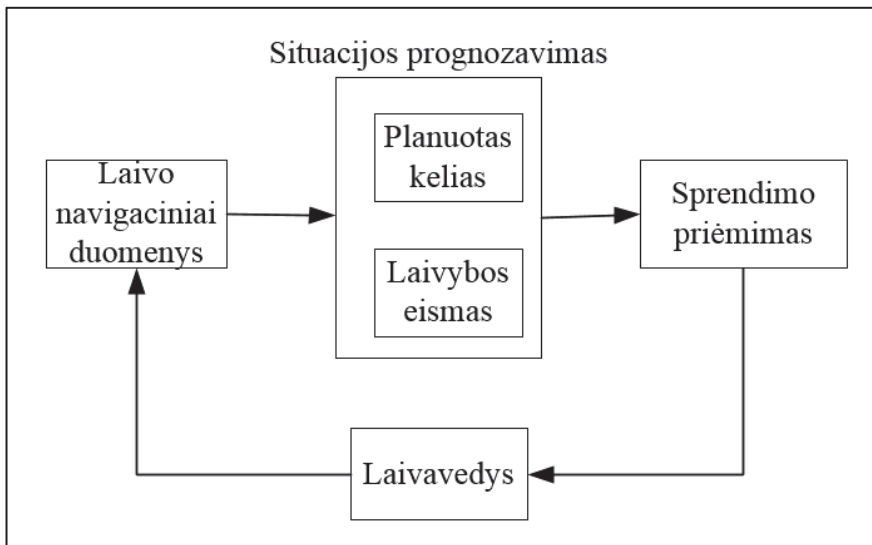 Situacijos prognozavimas
Planuotas
kelias
Laivo
navigaciniai
duomenys
Sprendimo
priėmimas
Laivybos
eismas
Laivavedys